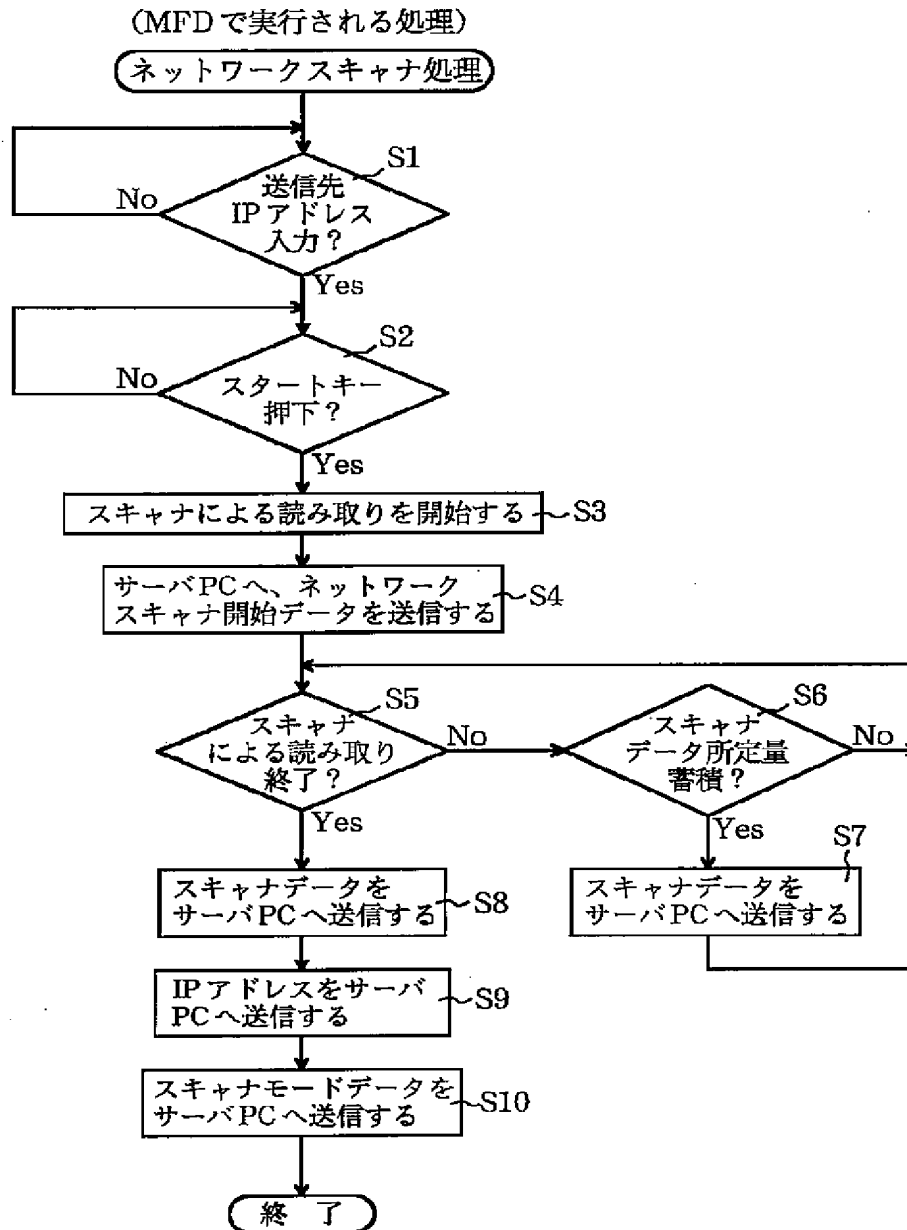 (MFDで実行される処理)
ネットワークスキャナ処理
S1
送信先
IPアドレス
入力?
No
Yes
S2
スタートキー
押下?
No
Yes
スキャナによる読み取りを開始する
S3
サーバPCへ、ネットワーク
スキャナ開始データを送信する
S4
S5
スキャナ
による読み取り
終了?
No
Yes
S6
スキャナ
データ所定量
蓄積?
No
Yes
S7
スキャナデータを
サーバPCへ送信する
スキャナデータを
サーバPCへ送信する
S8
IPアドレスをサーバ
PCへ送信する
S9
スキャナモードデータを
サーバPCへ送信する
S10
終 了